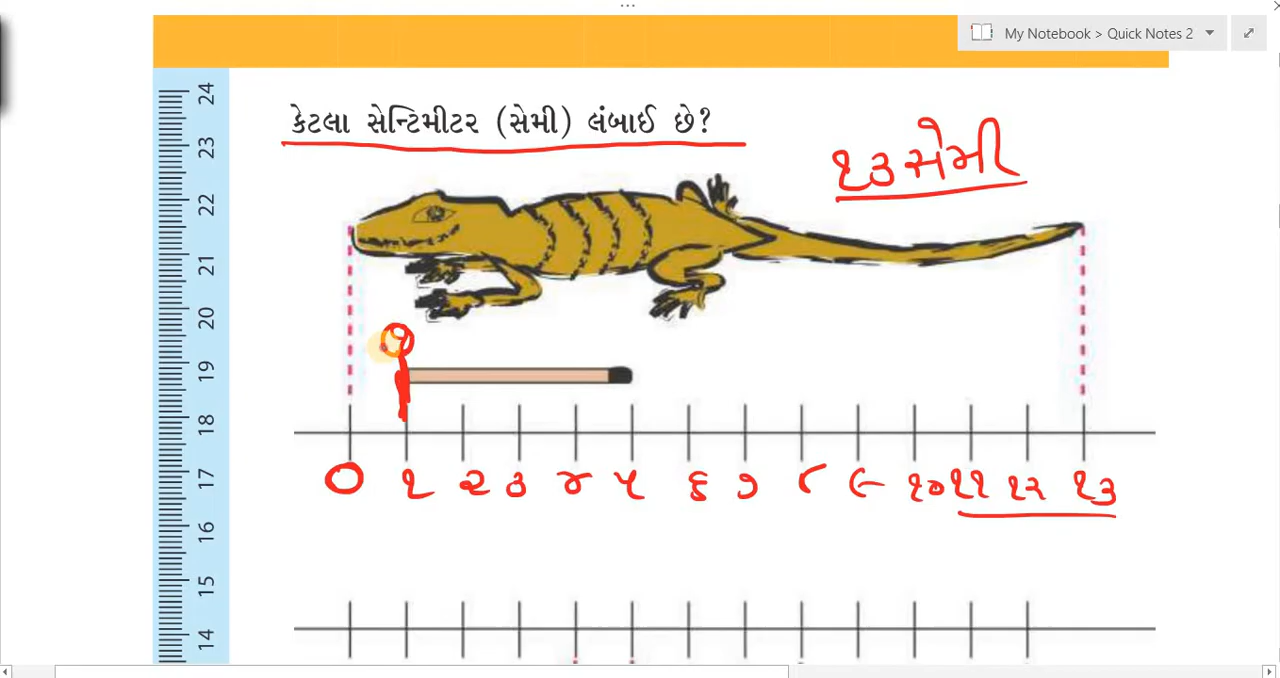 My Notebook > Quick Notes 2
કેટલા સેન્ટિમીટર (સેમી) લંબાઈ છે?
૧૩ સેમી
૦ ૧ ૨ ૩ ૪ ૫ ૬ ૭ ૮ ૯ ૧૦ ૧૧ ૧૨ ૧૩
24
23
22
21
20
19
18
17
16
15
14